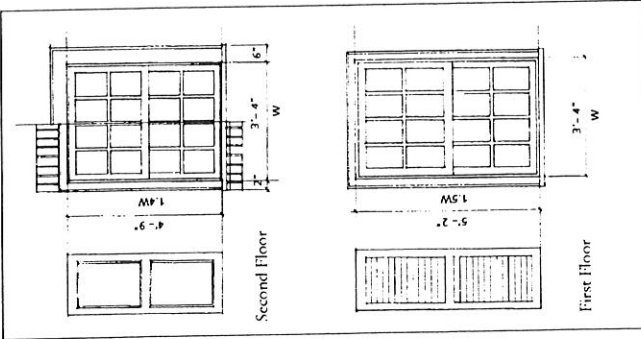 6"
3'-4"
W
2"
1.4W
4'-9"
Second Floor
3'-4"
W
1.5W
5'-2"
First Floor